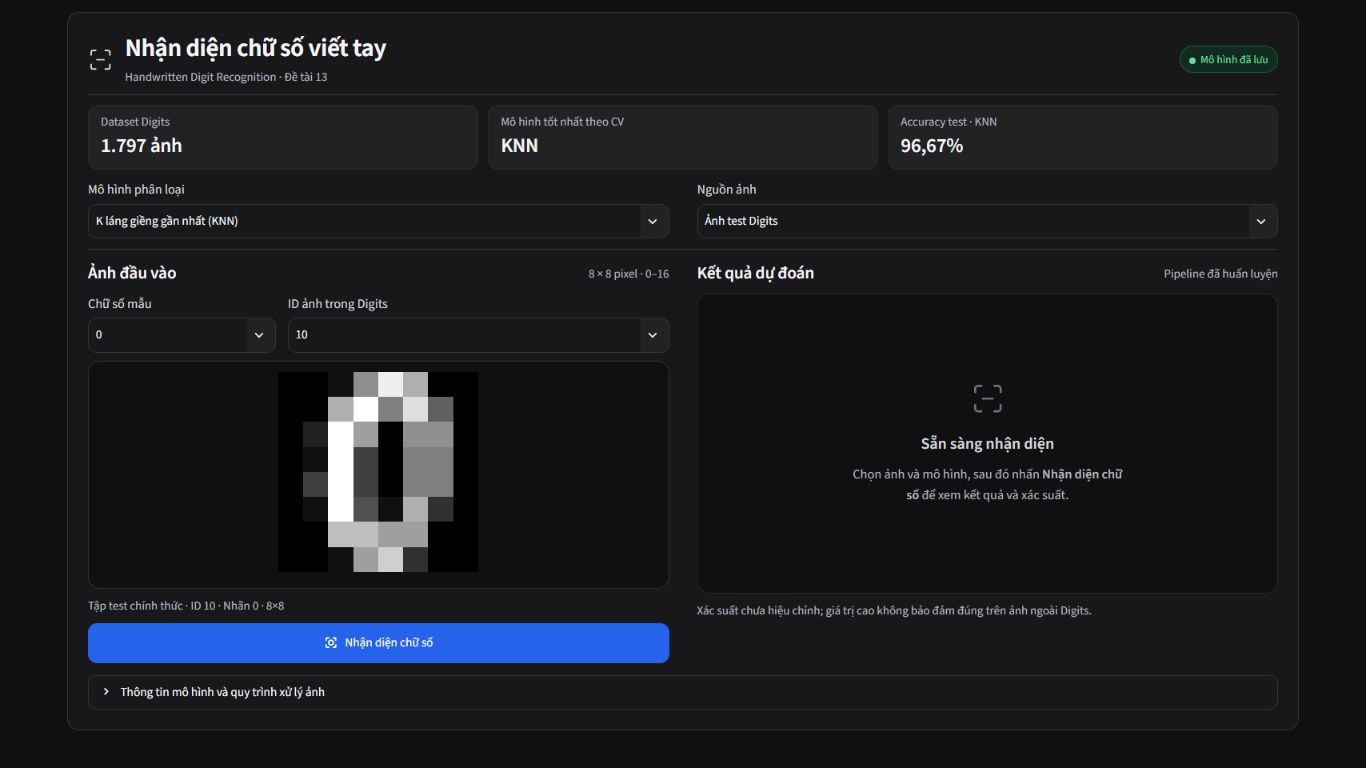 Nhận diện chữ số viết tay
Handwritten Digit Recognition · Đề tài 13
Mô hình đã lưu
Dataset Digits
1.797 ảnh
Mô hình tốt nhất theo CV
KNN
Accuracy test · KNN
96,67%
Mô hình phân loại
K láng giềng gần nhất (KNN)
Nguồn ảnh
Ảnh test Digits
Ảnh đầu vào
8 × 8 pixel · 0–16
Chữ số mẫu
0
ID ảnh trong Digits
10
Tập test chính thức · ID 10 · Nhãn 0 · 8×8
Nhận diện chữ số
Kết quả dự đoán
Pipeline đã huấn luyện
Sẵn sàng nhận diện
Chọn ảnh và mô hình, sau đó nhấn Nhận diện chữ
số để xem kết quả và xác suất.
Xác suất chưa hiệu chỉnh; giá trị cao không bảo đảm đúng trên ảnh ngoài Digits.
Thông tin mô hình và quy trình xử lý ảnh